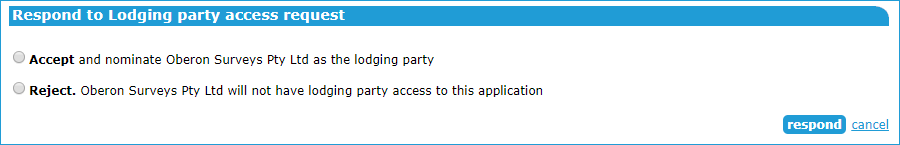 Respond to Lodging party access request
Accept and nominate Oberon Surveys Pty Ltd as the lodging party
Reject. Oberon Surveys Pty Ltd will not have lodging party access to this application
respond cancel